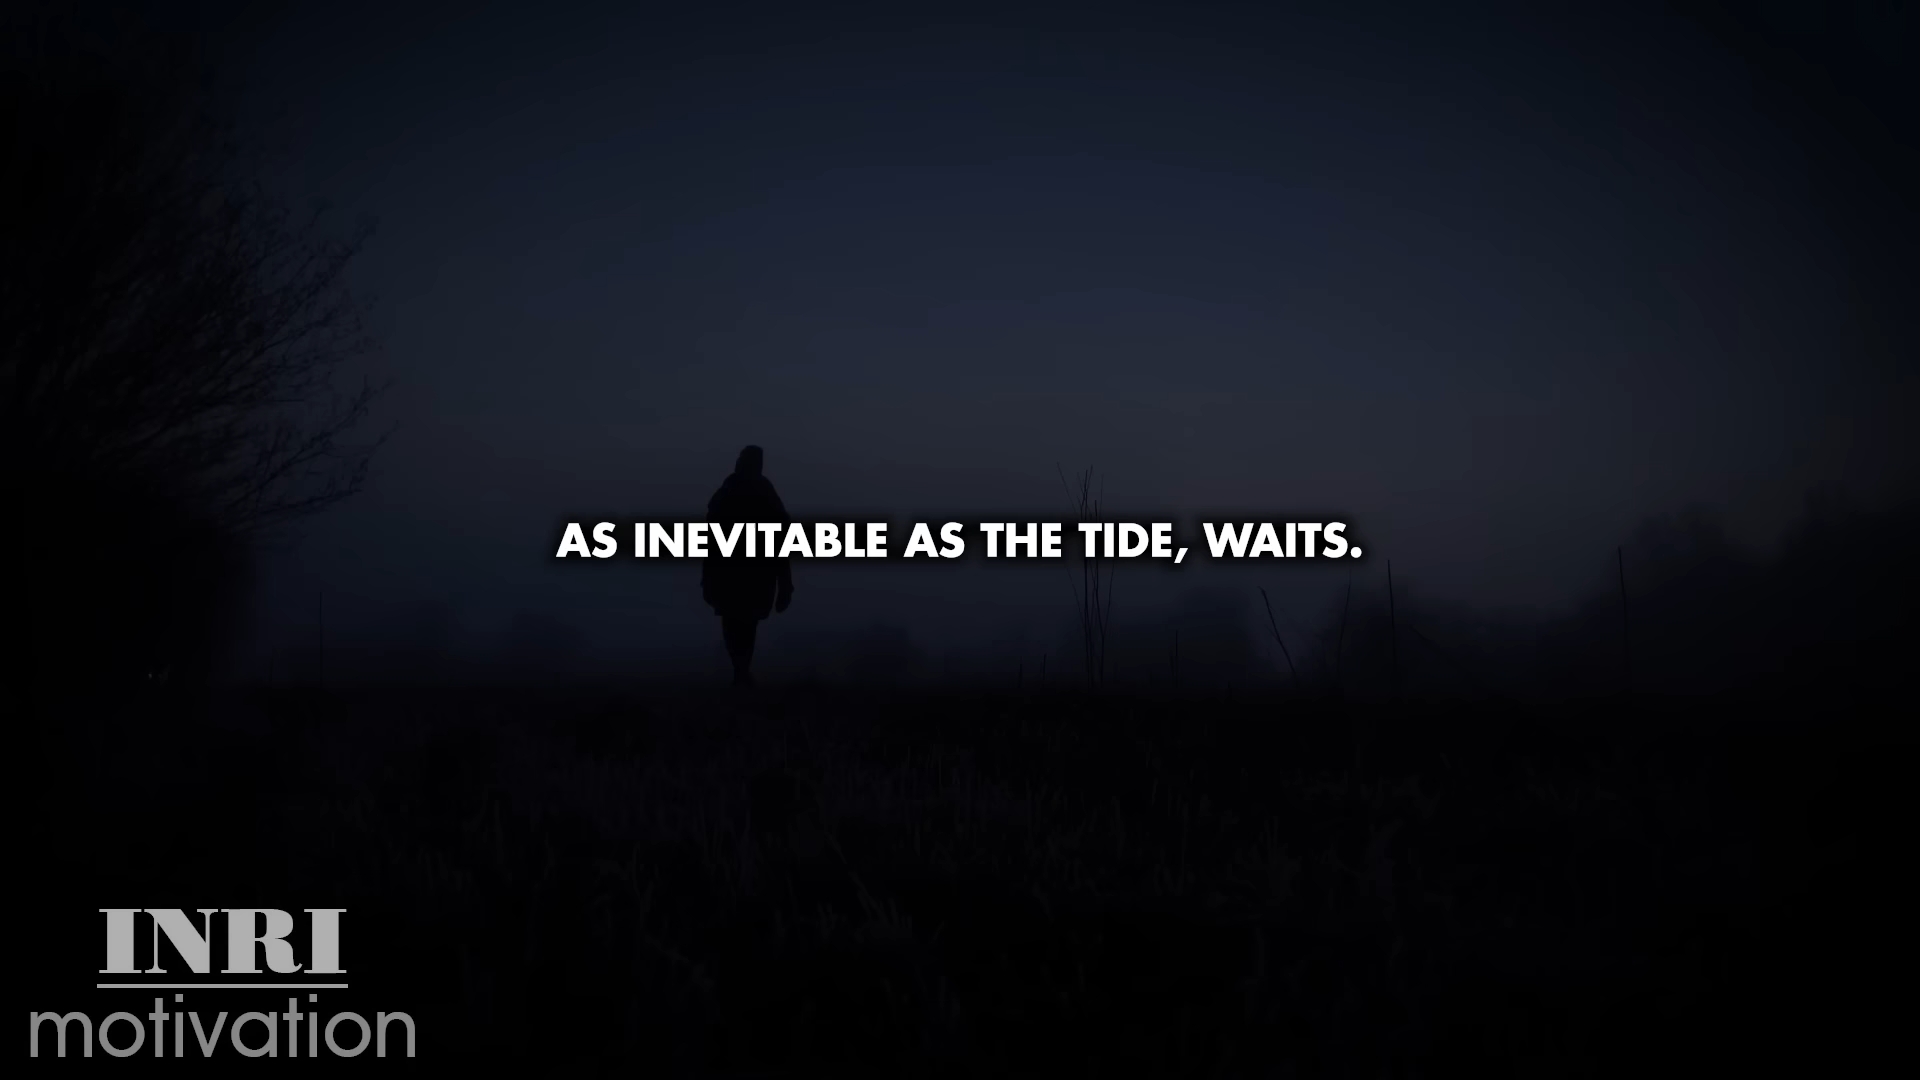 AS INEVITABLE AS THE TIDE, WAITS.
INRI
motivation